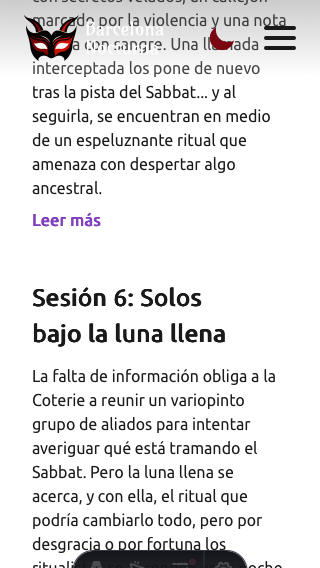 con secretos velados, un callejón
marcado por la violencia y una nota
con sangre. Una llamada
interceptada los pone de nuevo
tras la pista del Sabbat... y al
seguirla, se encuentran en medio
de un espeluznante ritual que
amenaza con despertar algo
ancestral.
Leer más
Sesión 6: Solos
bajo la luna llena
La falta de información obliga a la
Coterie a reunir un variopinto
grupo de aliados para intentar
averiguar qué está tramando el
Sabbat. Pero la luna llena se
acerca, y con ella, el ritual que
podría cambiarlo todo, pero por
desgracia o por fortuna los